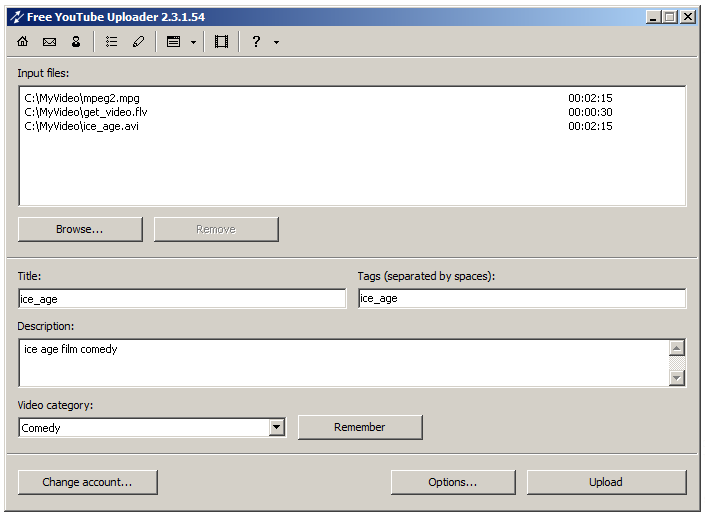 Free YouTube Uploader 2.3.1.54
?
Input files:
C:\MyVideo\mpeg2.mpg 00:02:15
C:\MyVideo\get_video.flv 00:00:30
C:\MyVideo\ice_age.avi 00:02:15
Browse... Remove
Title: Tags (separated by spaces):
ice_age ice_age
Description:
ice age film comedy
Video category:
Comedy Remember
Change account... Options... Upload